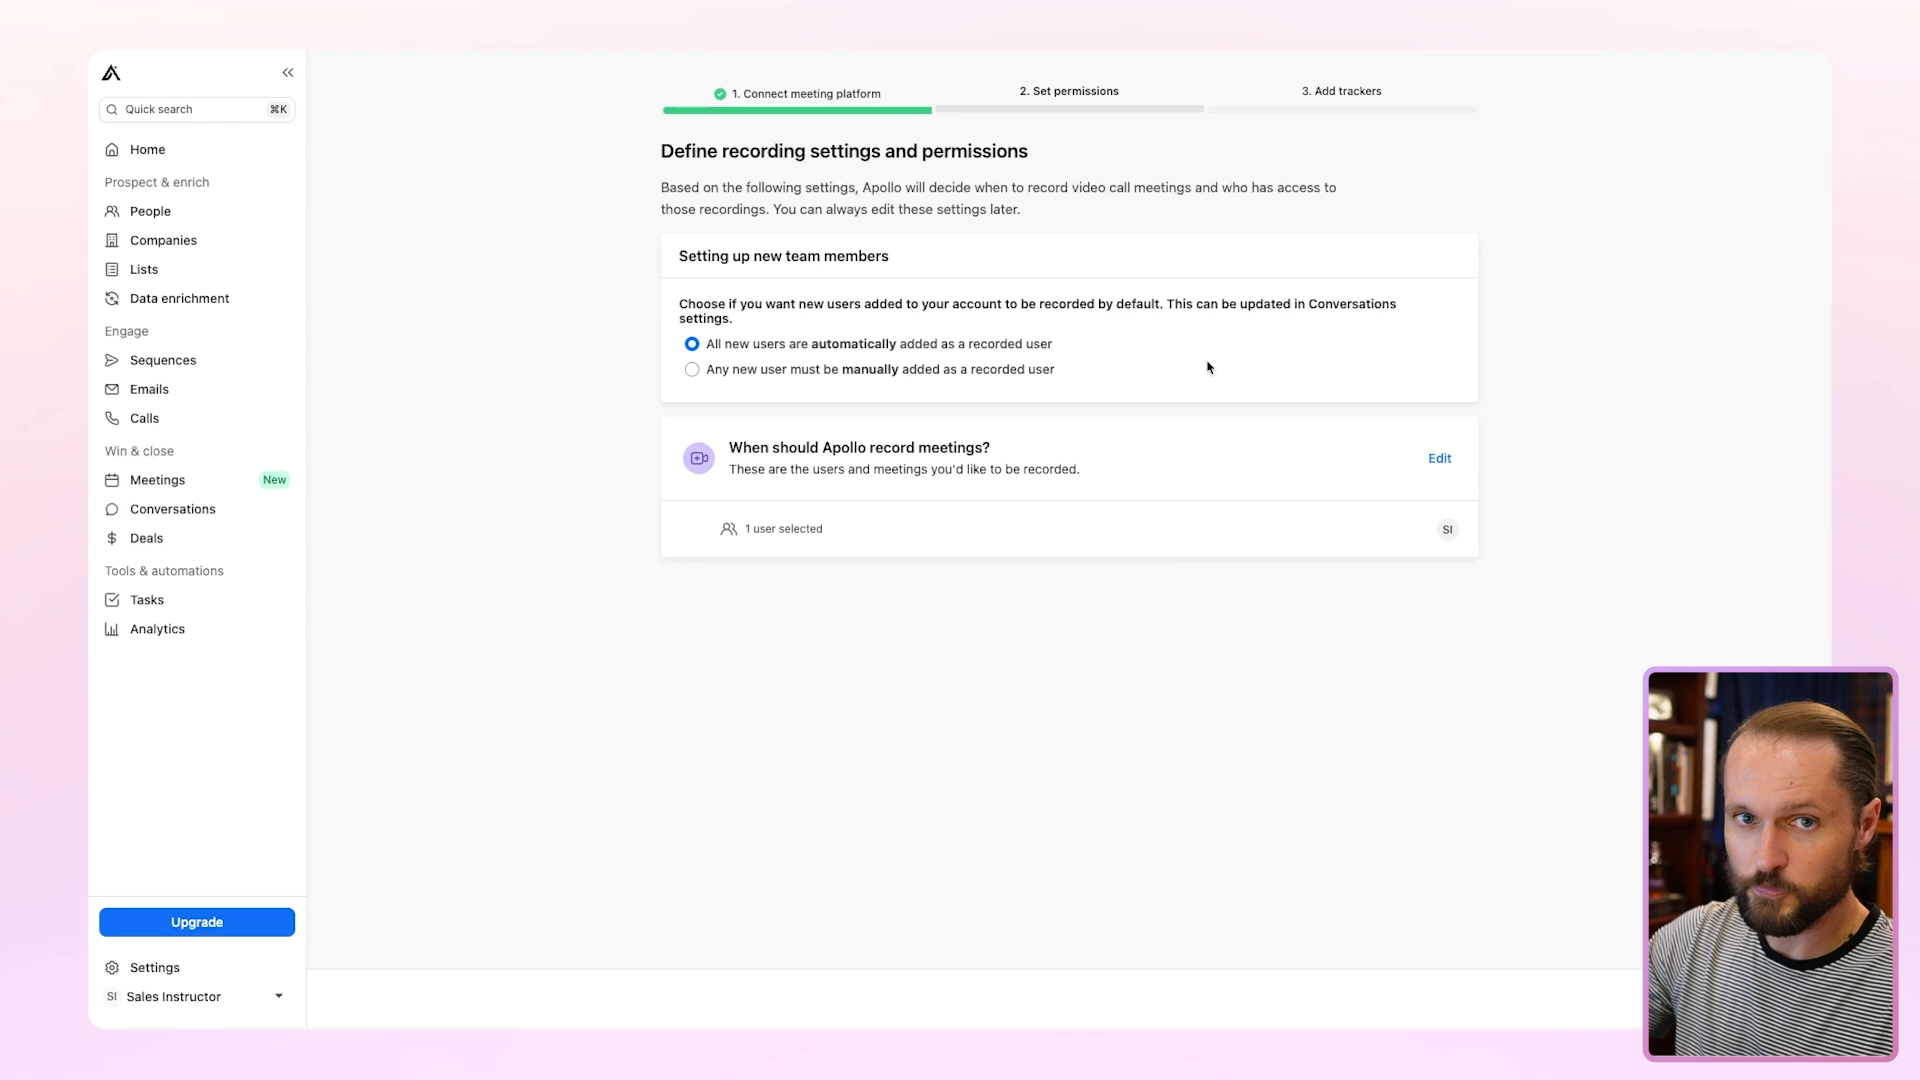 Quick search ⌘K
Home
Prospect & enrich
People
Companies
Lists
Data enrichment
Engage
Sequences
Emails
Calls
Win & close
Meetings New
Conversations
Deals
Tools & automations
Tasks
Analytics
Upgrade
Settings
SI Sales Instructor
1. Connect meeting platform
2. Set permissions
3. Add trackers
Define recording settings and permissions
Based on the following settings, Apollo will decide when to record video call meetings and who has access to
those recordings. You can always edit these settings later.
Setting up new team members
Choose if you want new users added to your account to be recorded by default. This can be updated in Conversations
settings.
All new users are automatically added as a recorded user
Any new user must be manually added as a recorded user
When should Apollo record meetings?
These are the users and meetings you'd like to be recorded.
Edit
1 user selected
SI